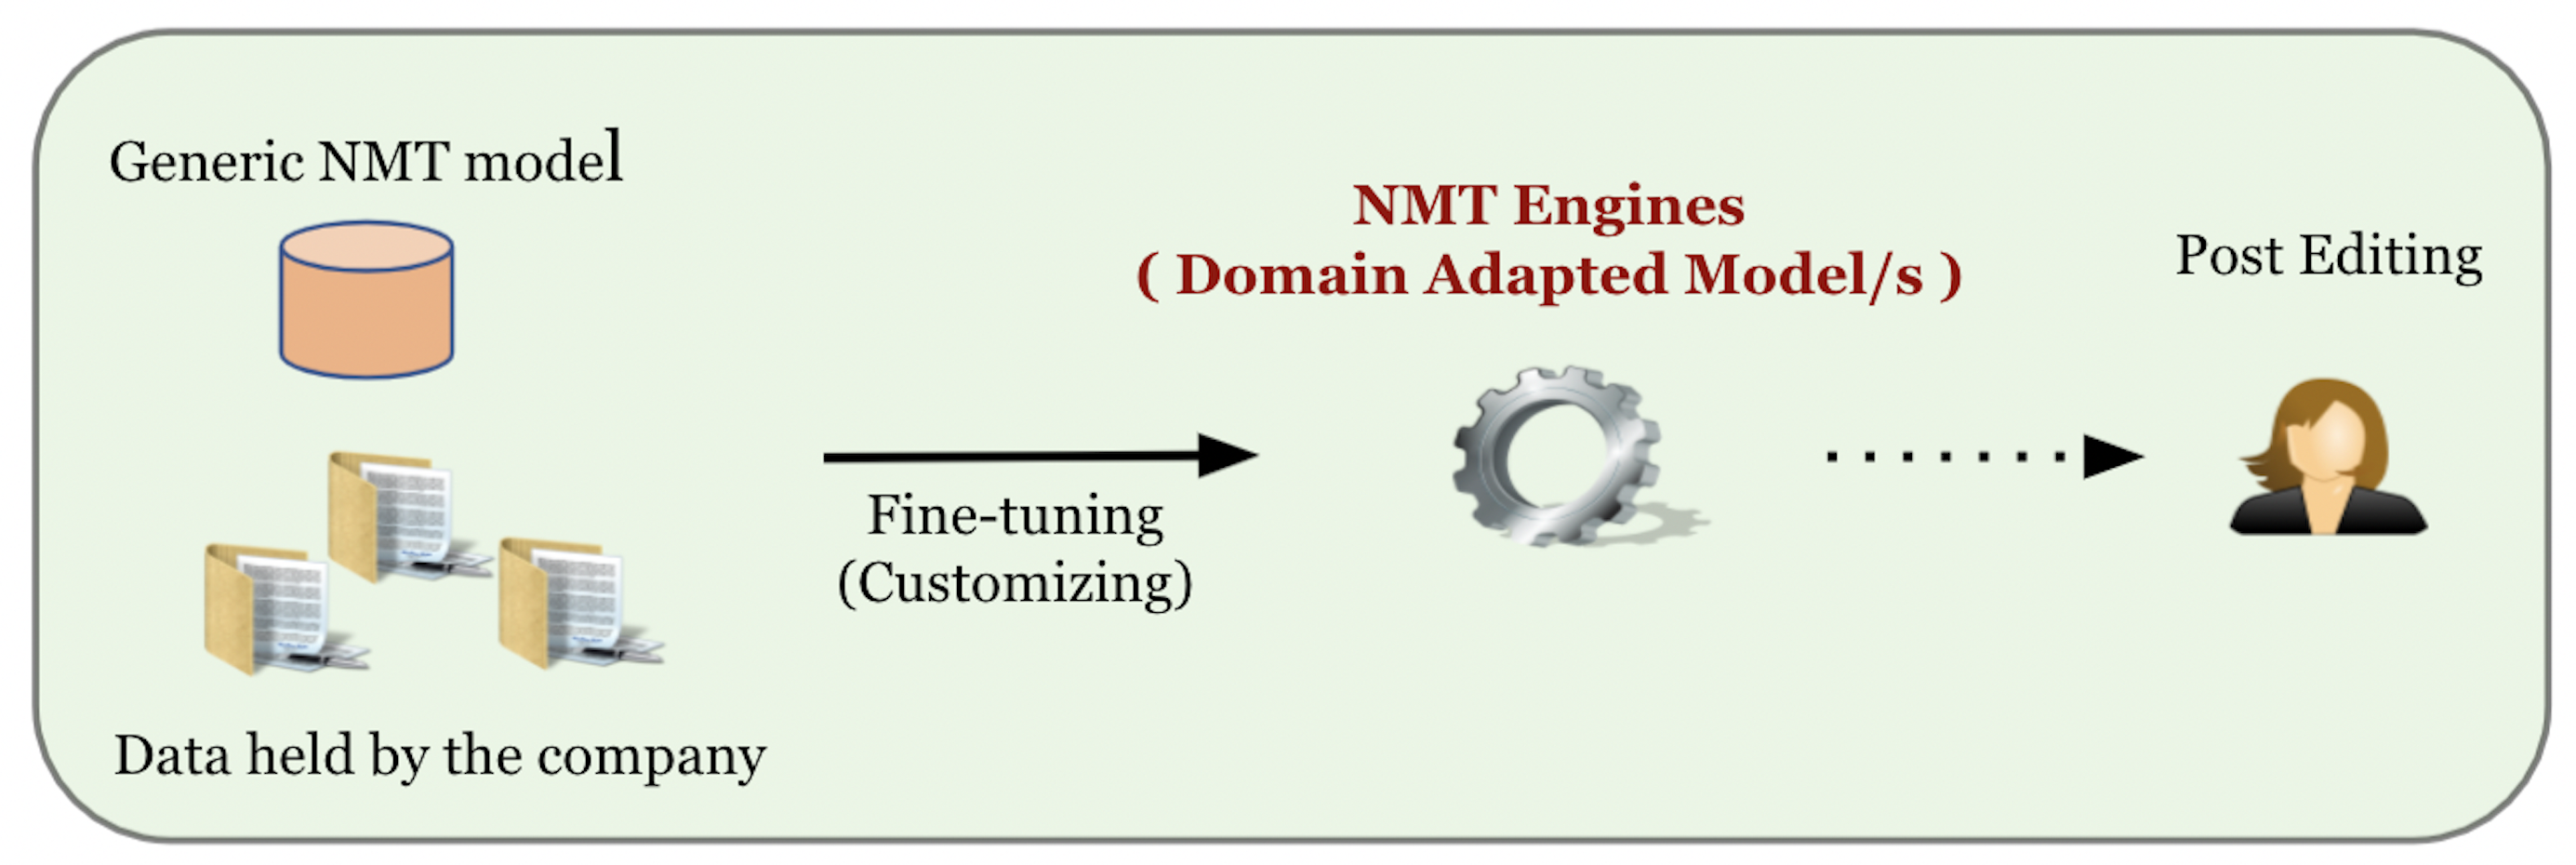 Generic NMT model
NMT Engines
( Domain Adapted Model/s )
Post Editing
Fine-tuning
(Customizing)
Data held by the company